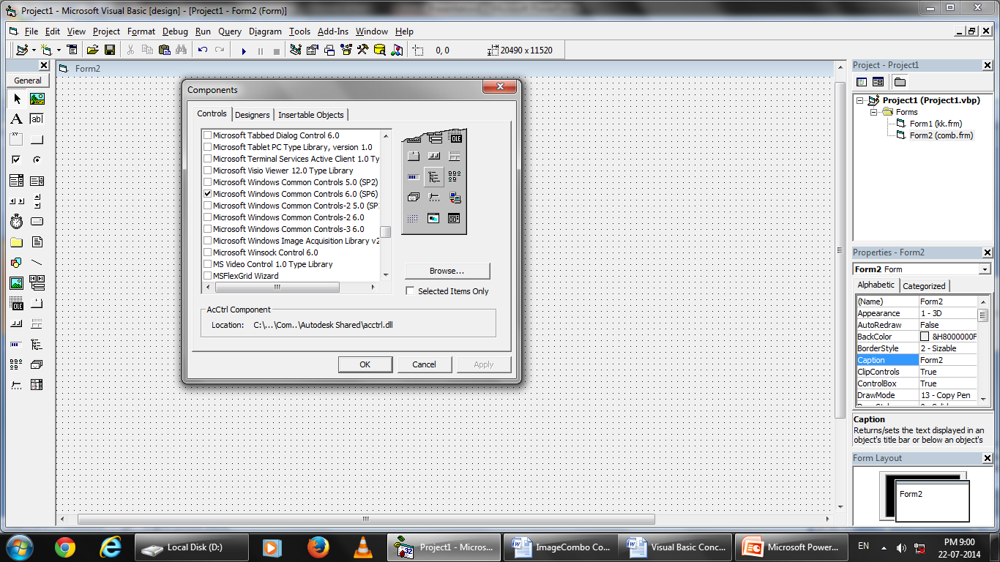 Project1 - Microsoft Visual Basic [design] - [Project1 - Form2 (Form)]
File Edit View Project Format Debug Run Query Diagram Tools Add-Ins Window Help
0, 0 20490 x 11520
General
A ab|
OLE
Form2
Components
Controls Designers Insertable Objects
Microsoft Tabbed Dialog Control 6.0
Microsoft Tablet PC Type Library, version 1.0
Microsoft Terminal Services Active Client 1.0 Ty
Microsoft Visio Viewer 12.0 Type Library
Microsoft Windows Common Controls 5.0 (SP2)
Microsoft Windows Common Controls 6.0 (SP6)
Microsoft Windows Common Controls-2 5.0 (SP
Microsoft Windows Common Controls-2 6.0
Microsoft Windows Common Controls-3 6.0
Microsoft Windows Image Acquisition Library v2
Microsoft Winsock Control 6.0
MS Video Control 1.0 Type Library
MSFlexGrid Wizard
OLE
Browse...
Selected Items Only
AcCtrl Component
Location: C:\...\Com..\Autodesk Shared\acctrl.dll
OK Cancel Apply
Project - Project1
Project1 (Project1.vbp)
Forms
Form1 (kk.frm)
Form2 (comb.frm)
Properties - Form2
Form2 Form
Alphabetic Categorized
(Name) Form2
Appearance 1 - 3D
AutoRedraw False
BackColor &H8000000F
BorderStyle 2 - Sizable
Caption Form2
ClipControls True
ControlBox True
DrawMode 13 - Copy Pen
Caption
Returns/sets the text displayed in an
object's title bar or below an object's
Form Layout
Form2
Local Disk (D:) Project1 - Micros... ImageCombo Co... Visual Basic Conc... Microsoft Power... EN PM 9:00
22-07-2014